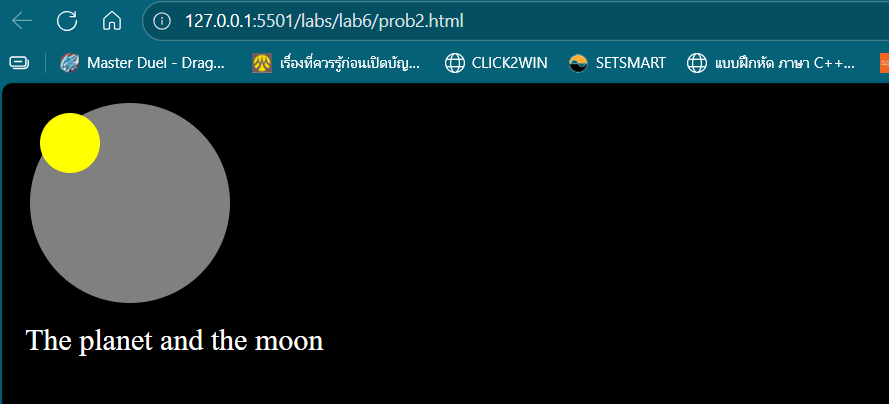 127.0.0.1:5501/labs/lab6/prob2.html
Master Duel - Drag... เรื่องที่ควรรู้ก่อนเปิดบัญ... CLICK2WIN SETSMART แบบฝึกหัด ภาษา C++...
The planet and the moon